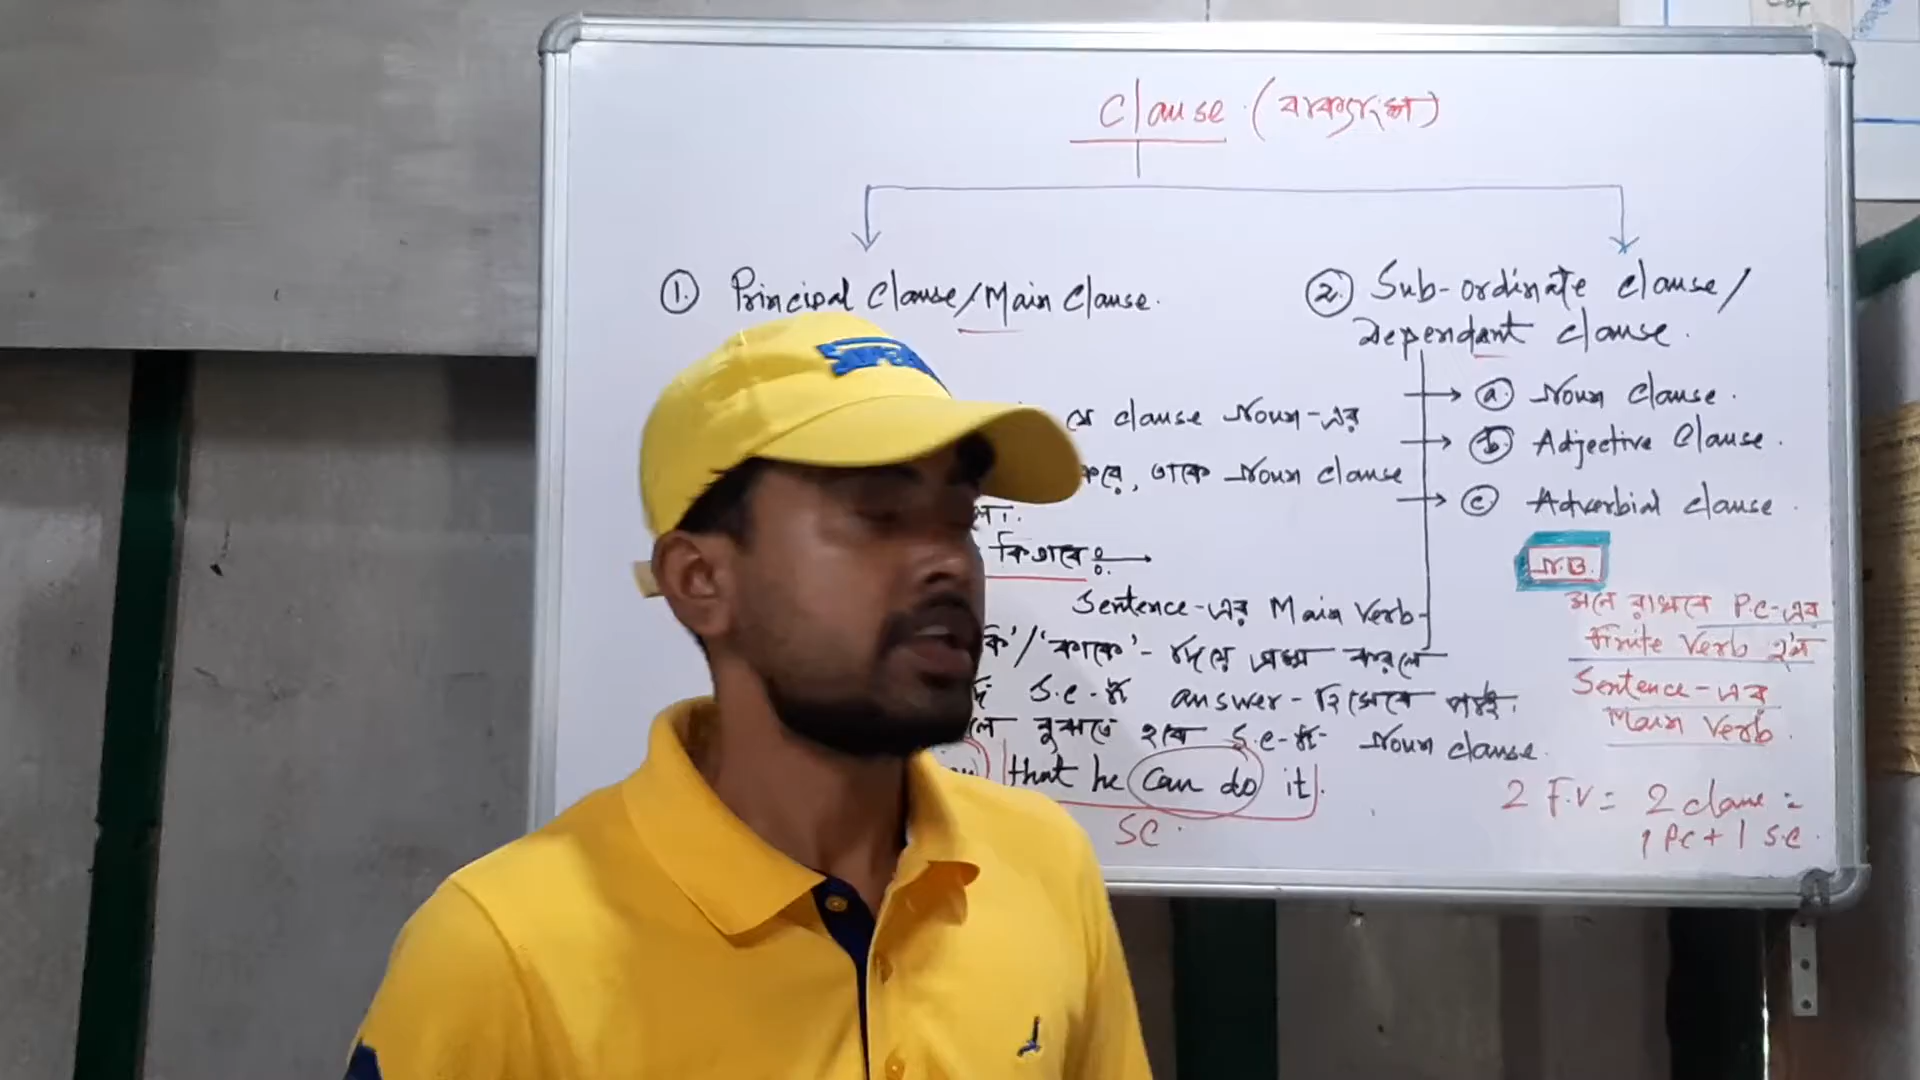 Clause (বাক্যাংশ)
① Principal Clause/Main Clause.
② Sub-ordinate clause/
Dependant clause.
ⓐ Noun Clause.
ⓑ Adjective Clause.
ⓒ Adverbial clause.
যে clause Noun-এর
করে, তাকে Noun clause
কিভাবে
Sentence-এর Main Verb-
কি'/'কাকে'- দিয়ে প্রশ্ন করলে
S.C-ই answer- হিসেবে পাই.
বুঝতে হবে S.C-ই Noun clause.
that he can do it.
SC.
N.B.
মনে রাখবে P.C-এর
finite Verb হ'ল
Sentence-এর
Main Verb.
2 F.V = 2 clause =
1 PC + 1 S.C.